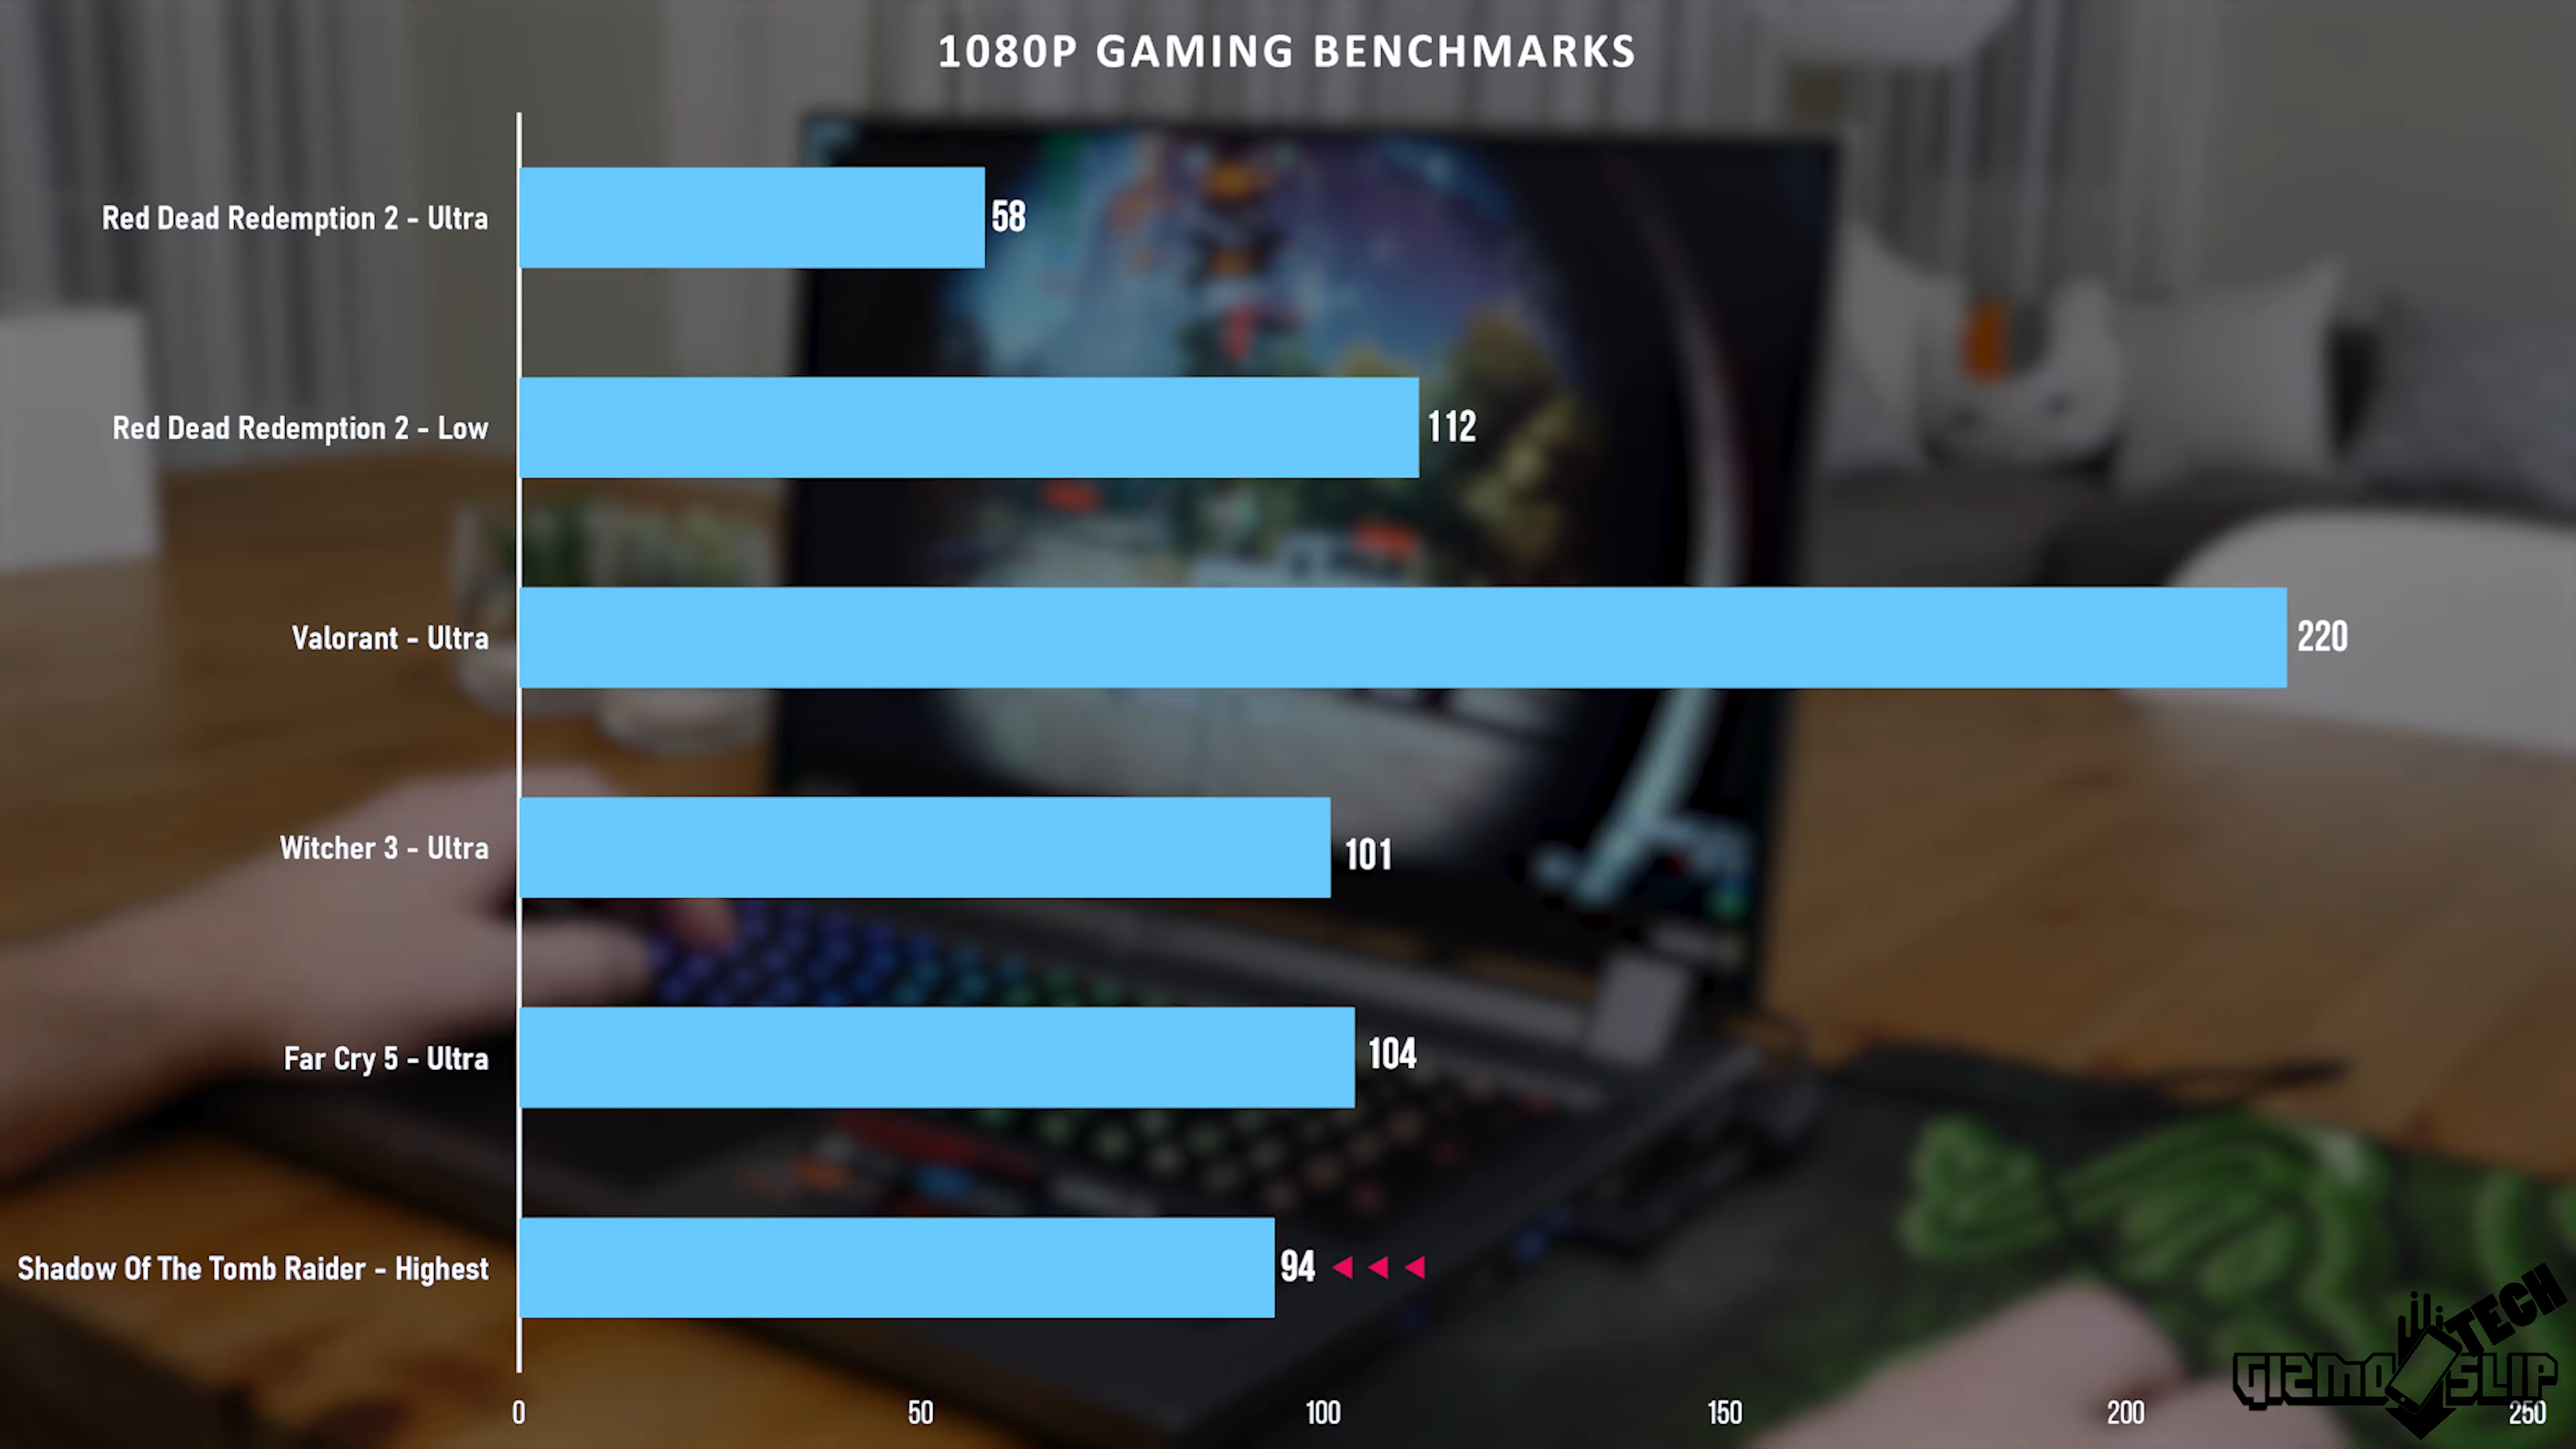 1080P GAMING BENCHMARKS
Red Dead Redemption 2 - Ultra
58
Red Dead Redemption 2 - Low
112
Valorant - Ultra
220
Witcher 3 - Ultra
101
Far Cry 5 - Ultra
104
Shadow Of The Tomb Raider - Highest
94
0 50 100 150 200 250
GIZMO SLIP TECH